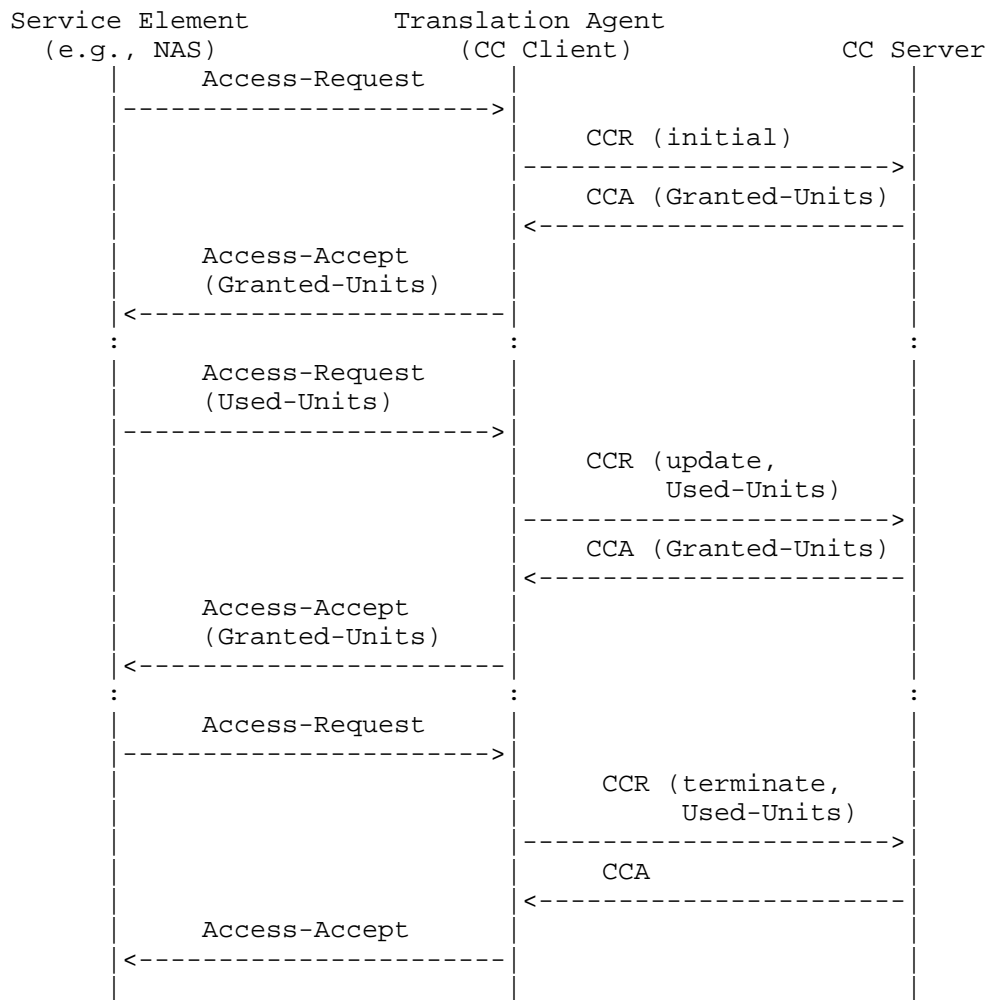 Service Element         Translation Agent
(e.g., NAS)               (CC Client)             CC Server
Access-Request
CCR (initial)
CCA (Granted-Units)
Access-Accept
(Granted-Units)
:                        :                        :
Access-Request
(Used-Units)
CCR (update,
Used-Units)
CCA (Granted-Units)
Access-Accept
(Granted-Units)
:                        :                        :
Access-Request
CCR (terminate,
Used-Units)
CCA
Access-Accept